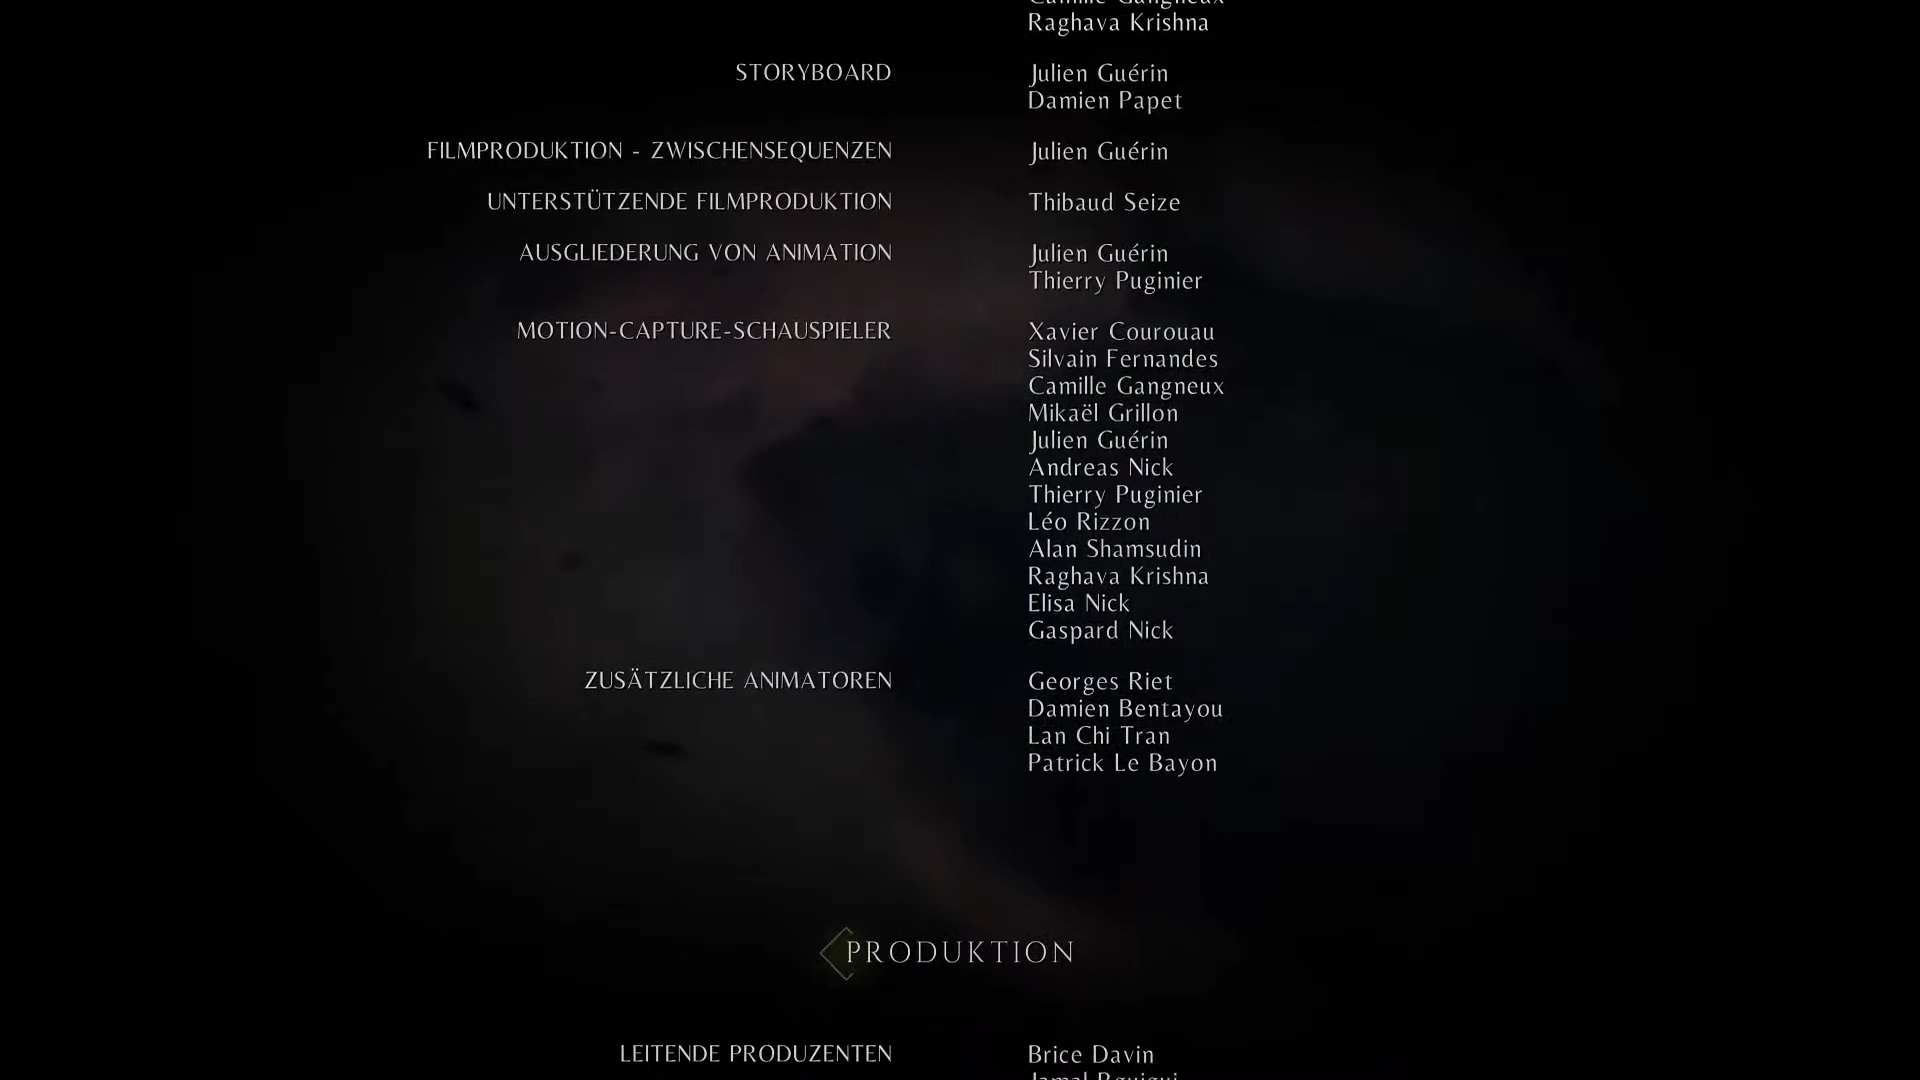 Camille Gangneux
Raghava Krishna
STORYBOARD Julien Guérin
Damien Papet
FILMPRODUKTION - ZWISCHENSEQUENZEN Julien Guérin
UNTERSTÜTZENDE FILMPRODUKTION Thibaud Seize
AUSGLIEDERUNG VON ANIMATION Julien Guérin
Thierry Puginier
MOTION-CAPTURE-SCHAUSPIELER Xavier Courouau
Silvain Fernandes
Camille Gangneux
Mikaël Grillon
Julien Guérin
Andreas Nick
Thierry Puginier
Léo Rizzon
Alan Shamsudin
Raghava Krishna
Elisa Nick
Gaspard Nick
ZUSÄTZLICHE ANIMATOREN Georges Riet
Damien Bentayou
Lan Chi Tran
Patrick Le Bayon
PRODUKTION
LEITENDE PRODUZENTEN Brice Davin
Jamal